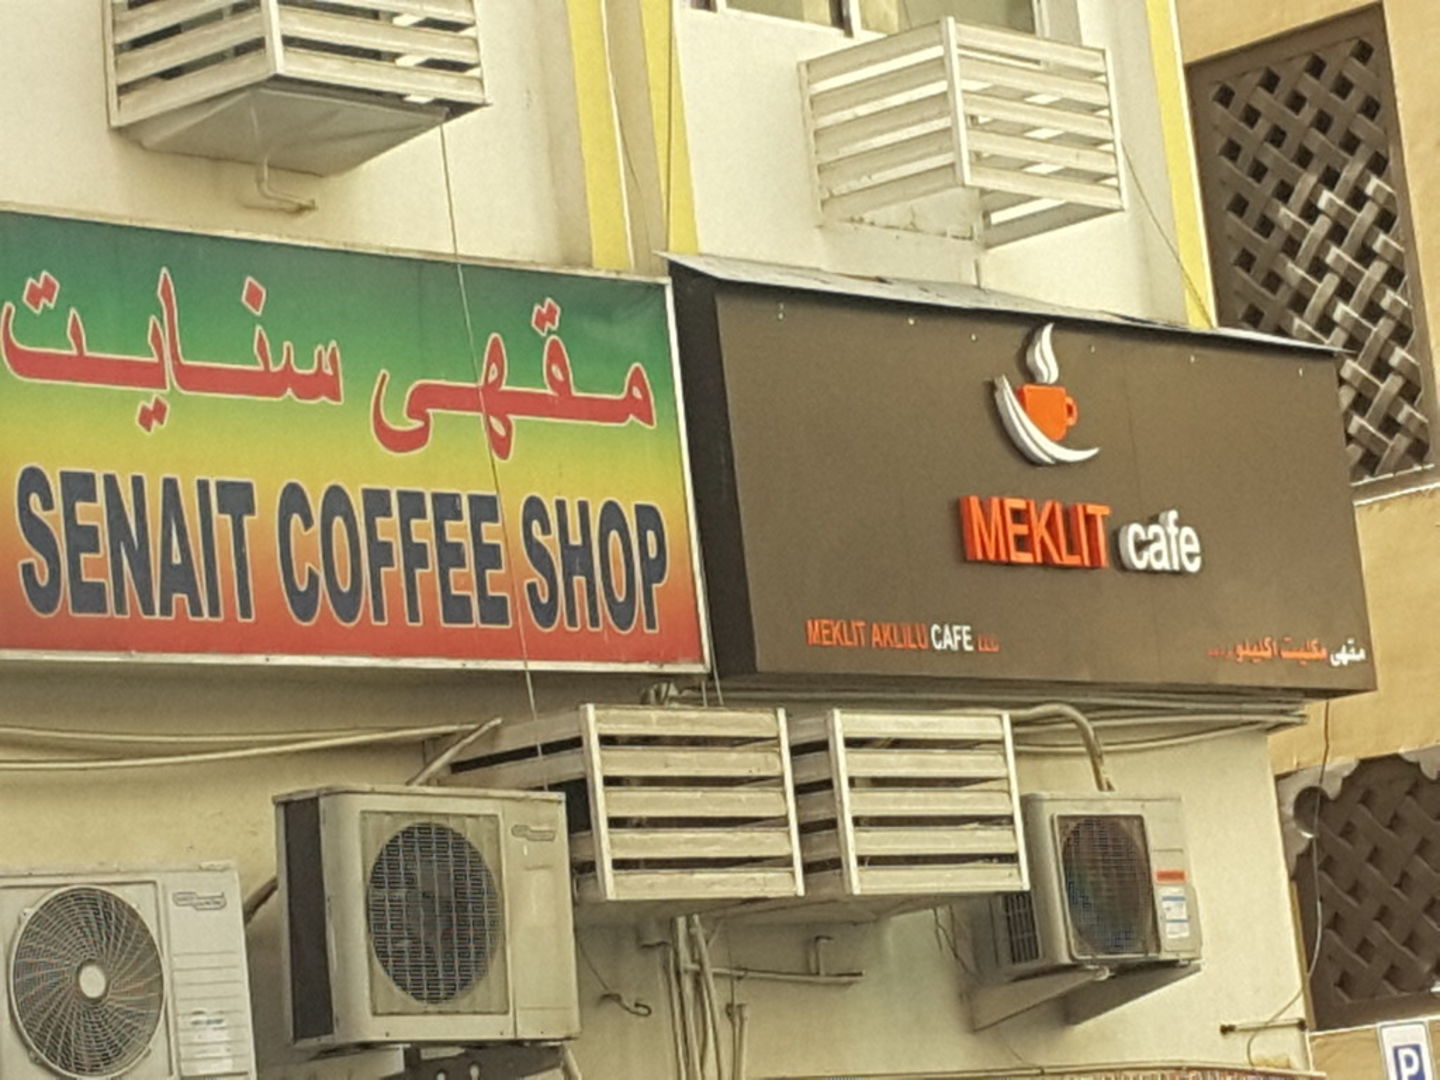 مقهى سنايت
SENAIT COFFEE SHOP
MEKLIT cafe
MEKLIT AKLILU CAFE
مقهى مكليت اكليلو
P